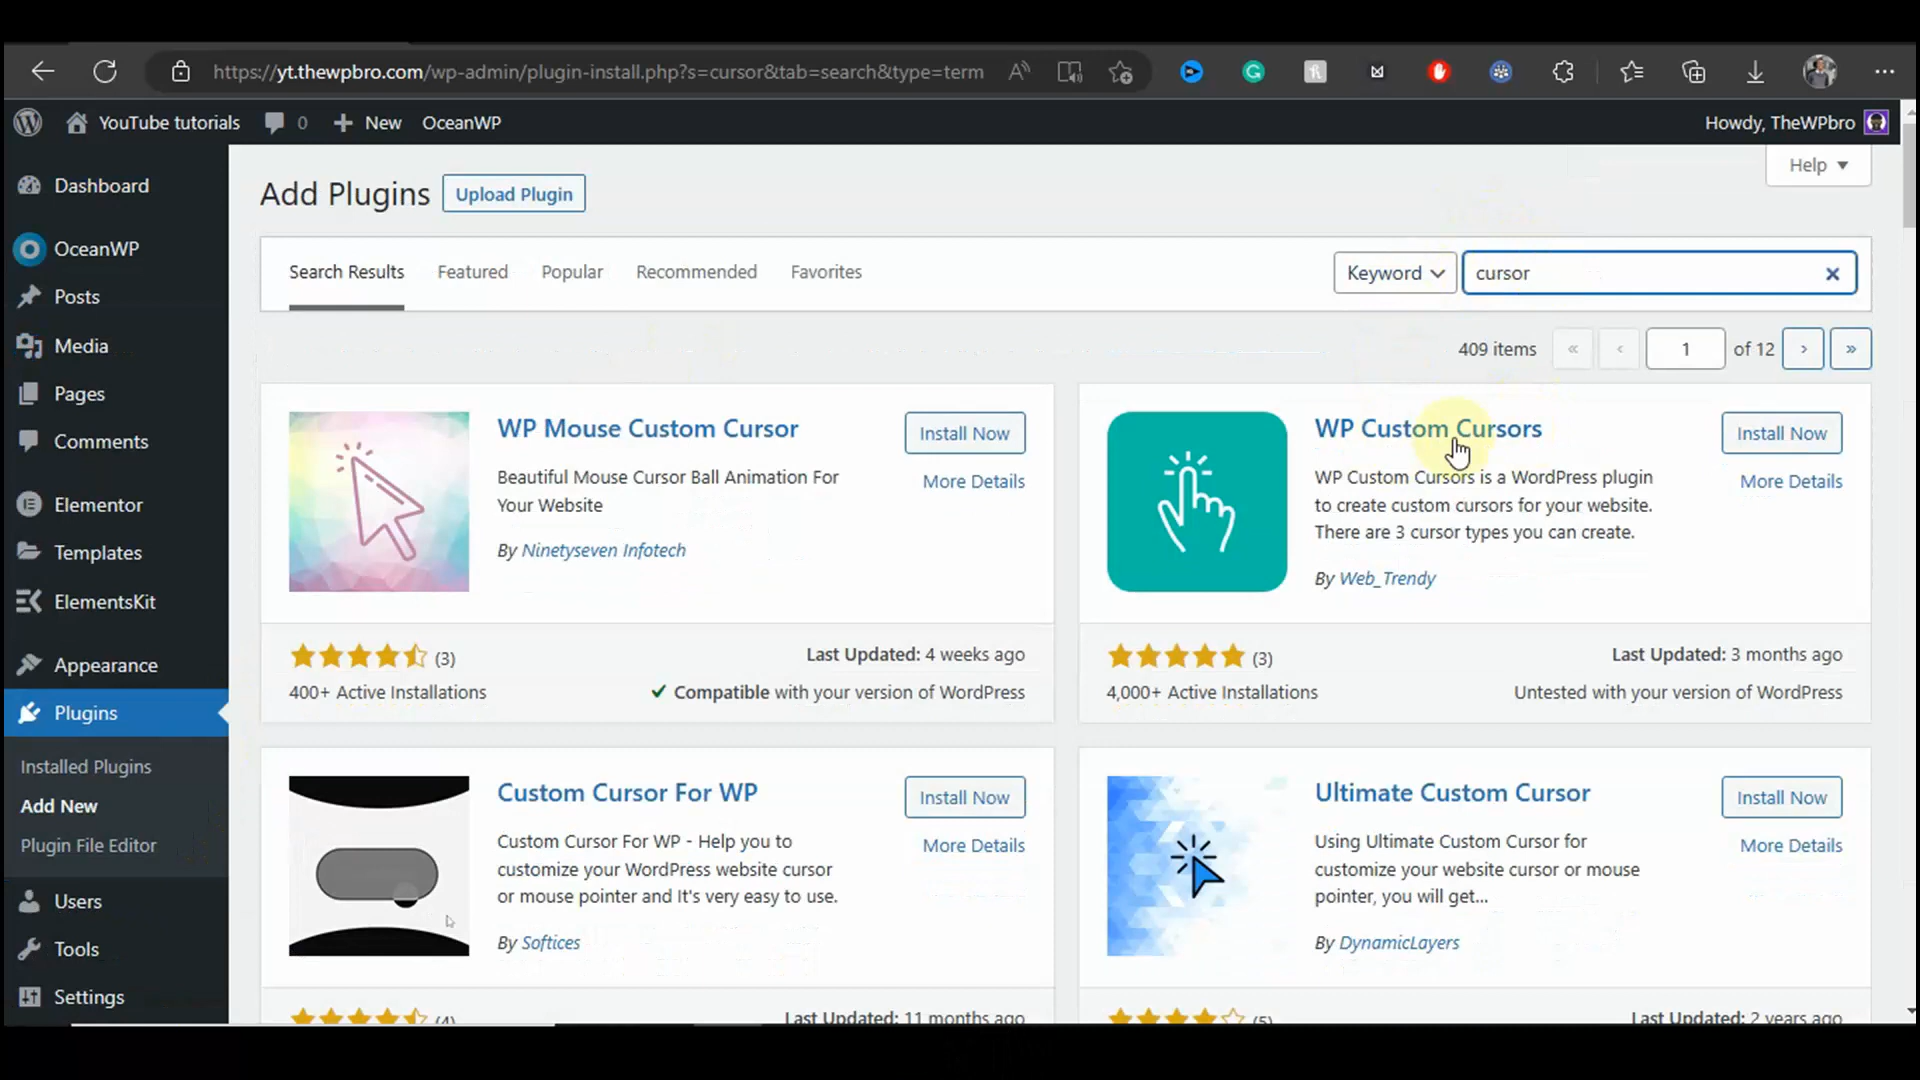 https://yt.thewpbro.com/wp-admin/plugin-install.php?s=cursor&tab=search&type=term
YouTube tutorials 0 New OceanWP
Howdy, TheWPbro
Help
Dashboard
OceanWP
Posts
Media
Pages
Comments
Elementor
Templates
ElementsKit
Appearance
Plugins
Installed Plugins
Add New
Plugin File Editor
Users
Tools
Settings
Add Plugins Upload Plugin
Search Results Featured Popular Recommended Favorites
Keyword cursor
409 items « ‹ 1 of 12 › »
WP Mouse Custom Cursor
Install Now
More Details
Beautiful Mouse Cursor Ball Animation For
Your Website
By Ninetyseven Infotech
(3)
Last Updated: 4 weeks ago
400+ Active Installations
Compatible with your version of WordPress
WP Custom Cursors
Install Now
More Details
WP Custom Cursors is a WordPress plugin
to create custom cursors for your website.
There are 3 cursor types you can create.
By Web_Trendy
(3)
Last Updated: 3 months ago
4,000+ Active Installations
Untested with your version of WordPress
Custom Cursor For WP
Install Now
More Details
Custom Cursor For WP - Help you to
customize your WordPress website cursor
or mouse pointer and It's very easy to use.
By Softices
(4)
Last Updated: 11 months ago
Ultimate Custom Cursor
Install Now
More Details
Using Ultimate Custom Cursor for
customize your website cursor or mouse
pointer, you will get...
By DynamicLayers
(5)
Last Updated: 2 years ago